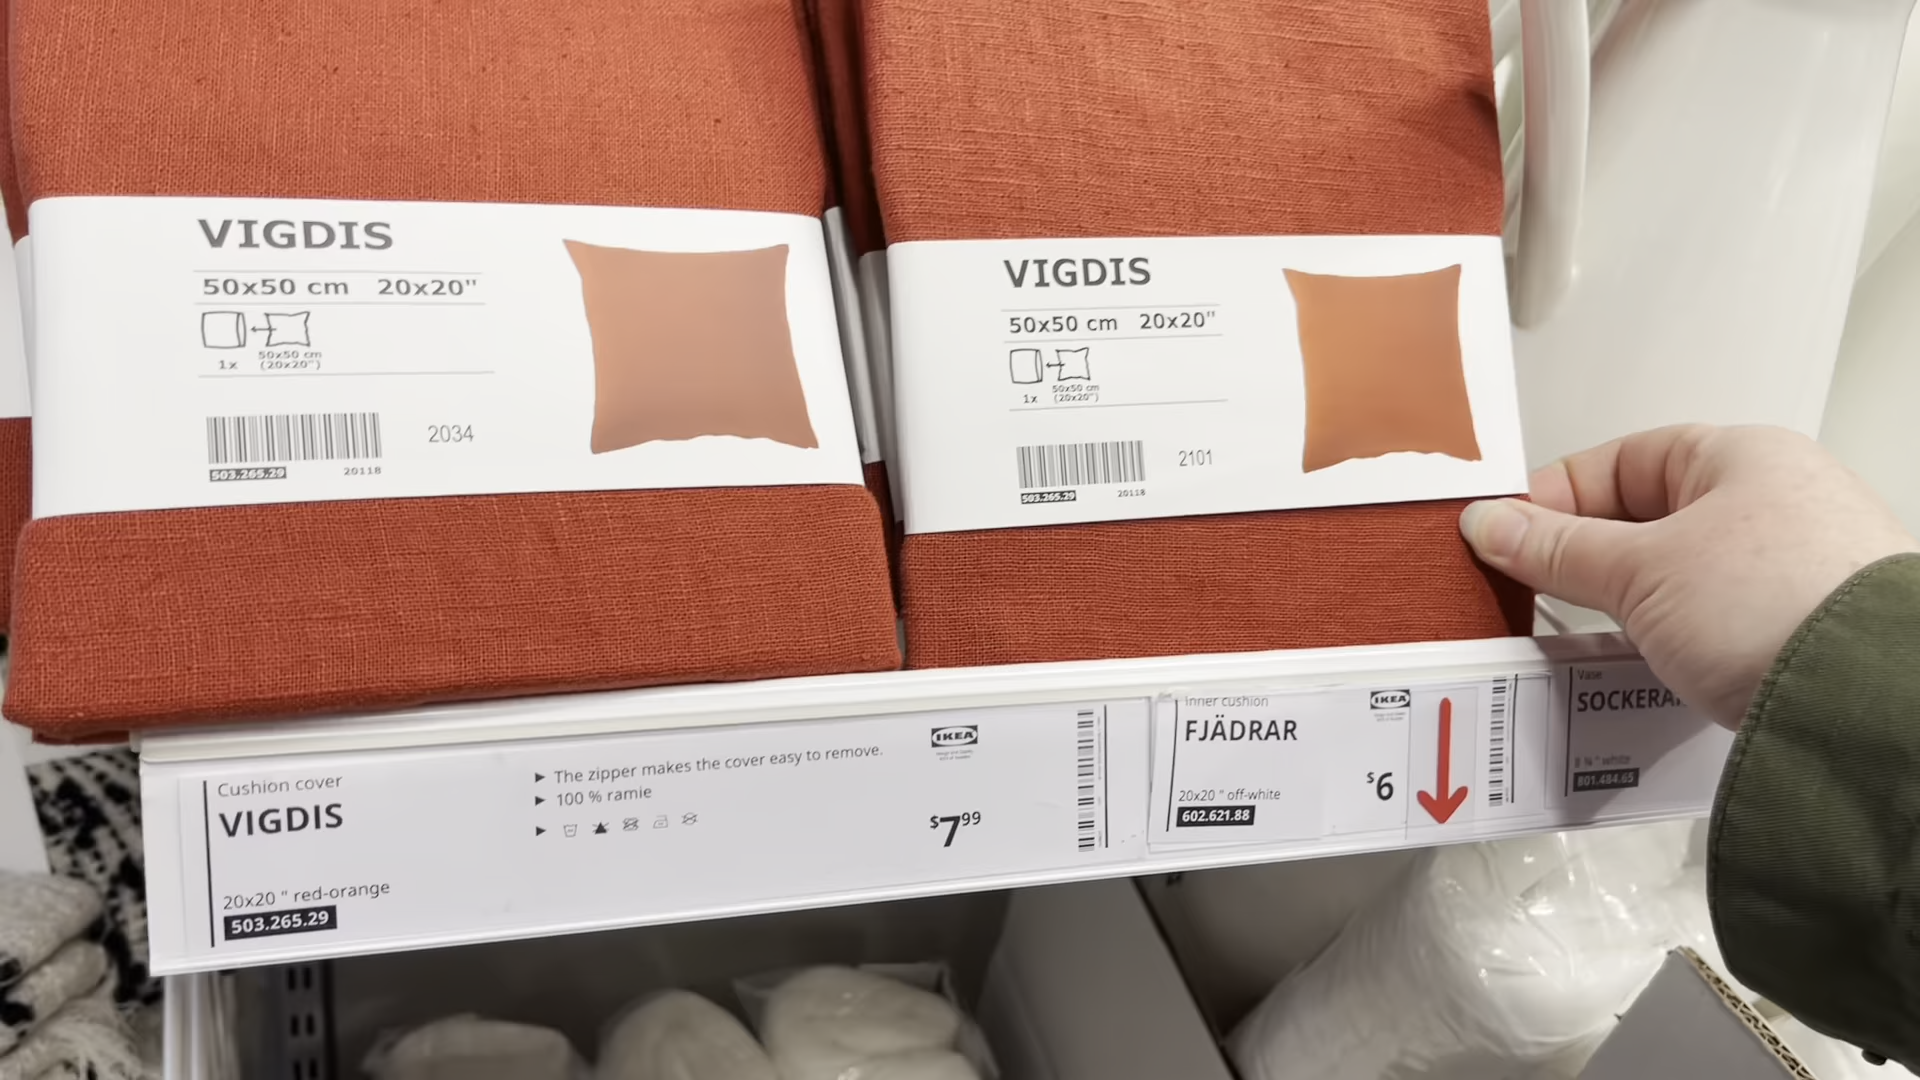 VIGDIS
50x50 cm 20x20"
1x
50x50 cm
(20x20")
2034
503.265.29 20118
VIGDIS
50x50 cm 20x20"
1x
50x50 cm
(20x20")
2101
503.265.29 20118
Cushion cover
VIGDIS
20x20 " red-orange
503.265.29
► The zipper makes the cover easy to remove.
► 100 % ramie
►
IKEA
$7.99
Inner cushion
FJÄDRAR
20x20 " off-white
602.621.88
IKEA
$6
Vase
SOCKERA
white
801.484.65